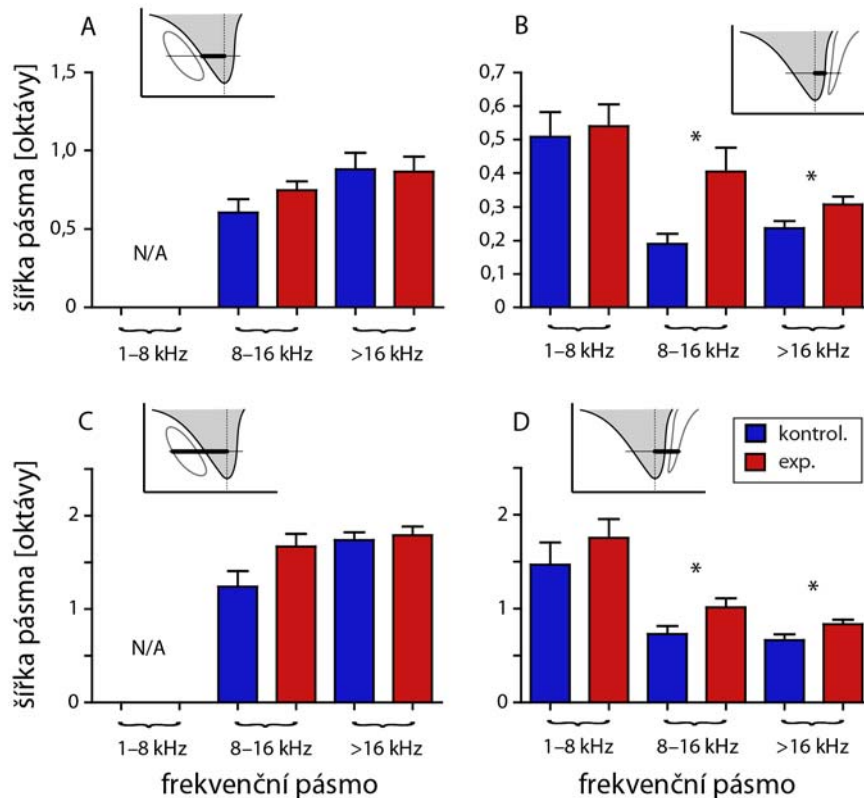 A
šířka pásma [oktávy]
1,5
1,0
0,5
0
N/A
1–8 kHz 8–16 kHz >16 kHz
B
0,7
0,6
0,5
0,4
0,3
0,2
0,1
0
*
*
1–8 kHz 8–16 kHz >16 kHz
C
šířka pásma [oktávy]
2
1
0
N/A
1–8 kHz 8–16 kHz >16 kHz
frekvenční pásmo
D
kontrol.
exp.
2
1
0
*
*
1–8 kHz 8–16 kHz >16 kHz
frekvenční pásmo